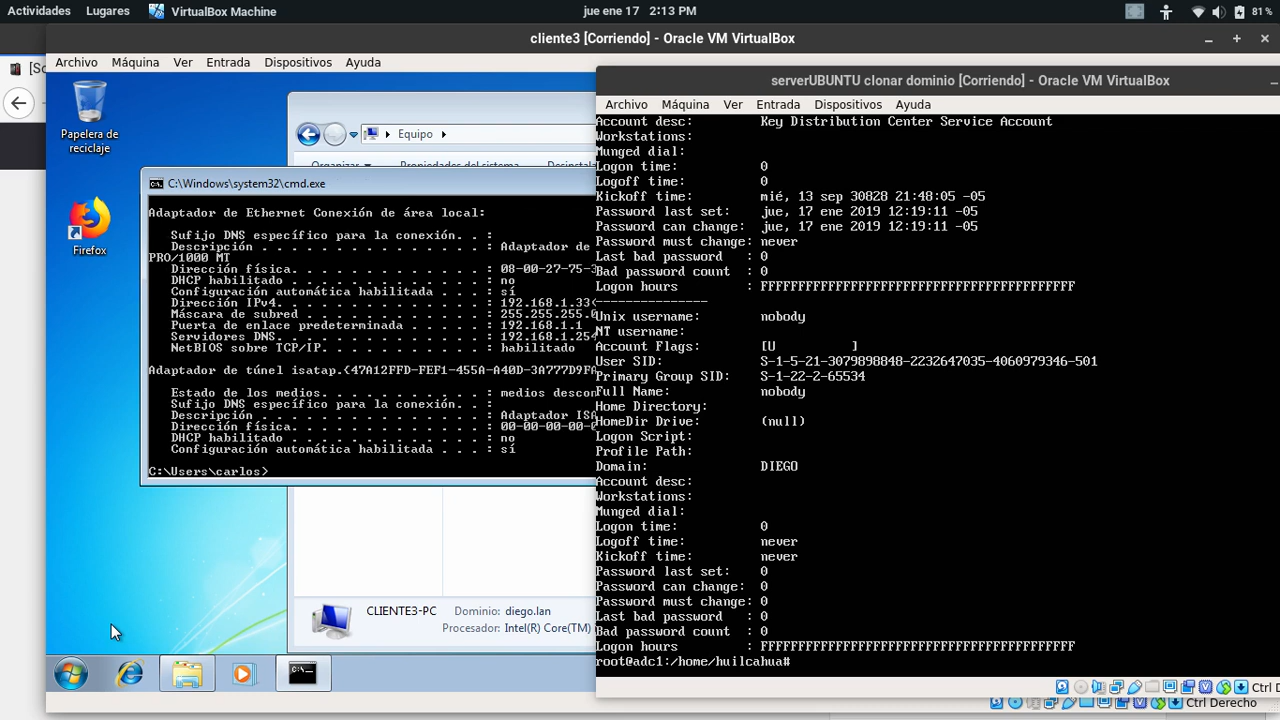 Actividades Lugares VirtualBox Machine jue ene 17 2:13 PM 81 %
cliente3 [Corriendo] - Oracle VM VirtualBox
Archivo Máquina Ver Entrada Dispositivos Ayuda
Papelera de
reciclaje
Firefox
Equipo
Organizar Propiedades del sistema
C:\Windows\system32\cmd.exe
Adaptador de Ethernet Conexión de área local:
Sufijo DNS específico para la conexión. . :
Descripción . . . . . . . . . . . . . . . : Adaptador de
PRO/1000 MT
Dirección física. . . . . . . . . . . . . : 08-00-27-75-3
DHCP habilitado . . . . . . . . . . . . . : no
Configuración automática habilitada . . . : sí
Dirección IPv4. . . . . . . . . . . . . . : 192.168.1.33(
Máscara de subred . . . . . . . . . . . . : 255.255.255.0
Puerta de enlace predeterminada . . . . . : 192.168.1.1
Servidores DNS. . . . . . . . . . . . . . : 192.168.1.254
NetBIOS sobre TCP/IP. . . . . . . . . . . : habilitado
Adaptador de túnel isatap.{47A12FFD-FEF1-455A-A40D-3A777D9FA
Estado de los medios. . . . . . . . . . . : medios descon
Sufijo DNS específico para la conexión. . :
Descripción . . . . . . . . . . . . . . . : Adaptador ISA
Dirección física. . . . . . . . . . . . . : 00-00-00-00-0
DHCP habilitado . . . . . . . . . . . . . : no
Configuración automática habilitada . . . : sí
C:\Users\carlos>
CLIENTE3-PC Dominio: diego.lan
Procesador: Intel(R) Core(TM)
serverUBUNTU clonar dominio [Corriendo] - Oracle VM VirtualBox
Archivo Máquina Ver Entrada Dispositivos Ayuda
Account desc: Key Distribution Center Service Account
Workstations:
Munged dial:
Logon time: 0
Logoff time: 0
Kickoff time: mié, 13 sep 30828 21:48:05 -05
Password last set: jue, 17 ene 2019 12:19:11 -05
Password can change: jue, 17 ene 2019 12:19:11 -05
Password must change: never
Last bad password : 0
Bad password count : 0
Logon hours : FFFFFFFFFFFFFFFFFFFFFFFFFFFFFFFFFFFFFFFFFF
---------------
Unix username: nobody
NT username:
Account Flags: [U ]
User SID: S-1-5-21-3079898848-2232647035-4060979346-501
Primary Group SID: S-1-22-2-65534
Full Name: nobody
Home Directory:
HomeDir Drive: (null)
Logon Script:
Profile Path:
Domain: DIEGO
Account desc:
Workstations:
Munged dial:
Logon time: 0
Logoff time: never
Kickoff time: never
Password last set: 0
Password can change: 0
Password must change: 0
Last bad password : 0
Bad password count : 0
Logon hours : FFFFFFFFFFFFFFFFFFFFFFFFFFFFFFFFFFFFFFFFFF
root@adc1:/home/huilcahua#
Ctrl D
Ctrl Derecho